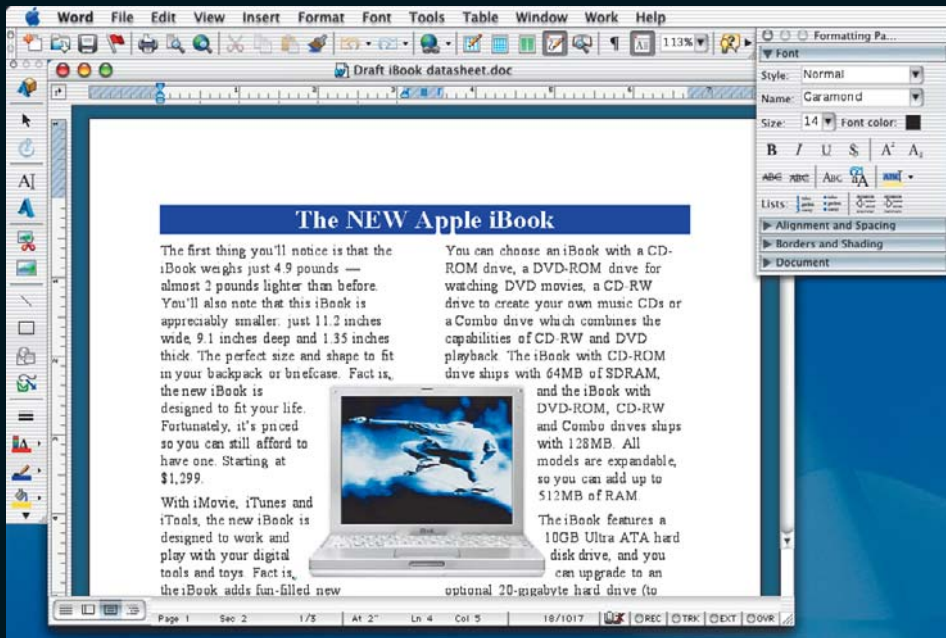 Word File Edit View Insert Format Font Tools Table Window Work Help
113%
Draft iBook datasheet.doc
The NEW Apple iBook
The first thing you'll notice is that the
iBook weighs just 4.9 pounds —
almost 2 pounds lighter than before.
You'll also note that this iBook is
appreciably smaller: just 11.2 inches
wide, 9.1 inches deep and 1.35 inches
thick. The perfect size and shape to fit
in your backpack or briefcase. Fact is,
the new iBook is
designed to fit your life.
Fortunately, it's priced
so you can still afford to
have one. Starting at
$1,299.
With iMovie, iTunes and
iTools, the new iBook is
designed to work and
play with your digital
tools and toys. Fact is,
the iBook adds fun-filled new
You can choose an iBook with a CD-
ROM drive, a DVD-ROM drive for
watching DVD movies, a CD-RW
drive to create your own music CDs or
a Combo drive which combines the
capabilities of CD-RW and DVD
playback. The iBook with CD-ROM
drive ships with 64MB of SDRAM,
and the iBook with
DVD-ROM, CD-RW
and Combo drives ships
with 128MB. All
models are expandable,
so you can add up to
512MB of RAM.
The iBook features a
10GB Ultra ATA hard
disk drive, and you
can upgrade to an
optional 20-gigabyte hard drive (to
Page 1 Sec 2 1/3 At 2" Ln 4 Col 5 18/1017 REC TRK EXT OVR
Formatting Pa...
Font
Style: Normal
Name: Garamond
Size: 14 Font color:
B I U S A² A₂
ABC ABC ABC aA ABC
Lists:
Alignment and Spacing
Borders and Shading
Document